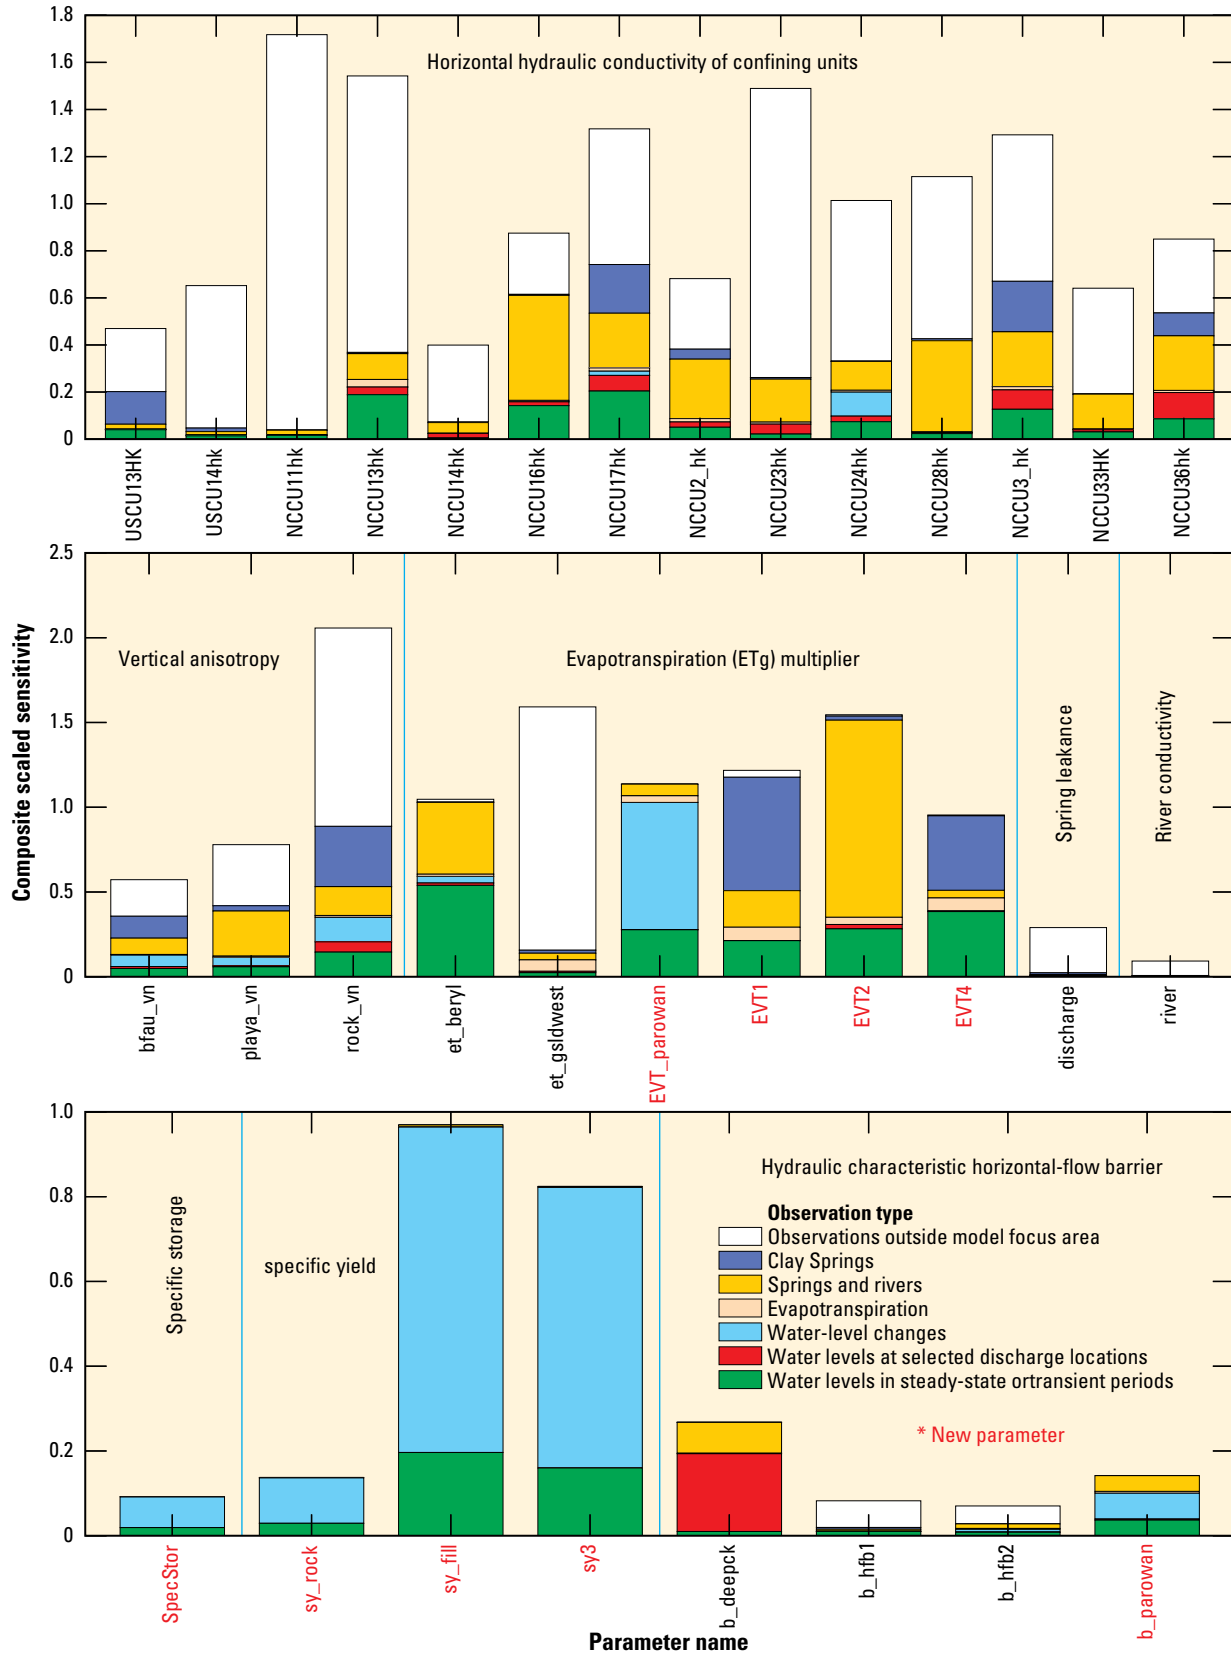 1.8
1.6
1.4
1.2
1.0
0.8
0.6
0.4
0.2
0
Horizontal hydraulic conductivity of confining units
USCU13HK
USCU14hk
NCCU11hk
NCCU13hk
NCCU14hk
NCCU16hk
NCCU17hk
NCCU2_hk
NCCU23hk
NCCU24hk
NCCU28hk
NCCU3_hk
NCCU33HK
NCCU36hk
Composite scaled sensitivity
2.5
2.0
1.5
1.0
0.5
0
Vertical anisotropy
Evapotranspiration (ETg) multiplier
Spring leakance
River conductivity
bfau_vn
playa_vn
rock_vn
et_beryl
et_gsldwest
EVT_parowan
EVT1
EVT2
EVT4
discharge
river
1.0
0.8
0.6
0.4
0.2
0
Specific storage
specific yield
Hydraulic characteristic horizontal-flow barrier
Observation type
Observations outside model focus area
Clay Springs
Springs and rivers
Evapotranspiration
Water-level changes
Water levels at selected discharge locations
Water levels in steady-state ortransient periods
* New parameter
SpecStor
sy_rock
sy_fill
sy3
b_deepck
b_hfb1
b_hfb2
b_parowan
Parameter name